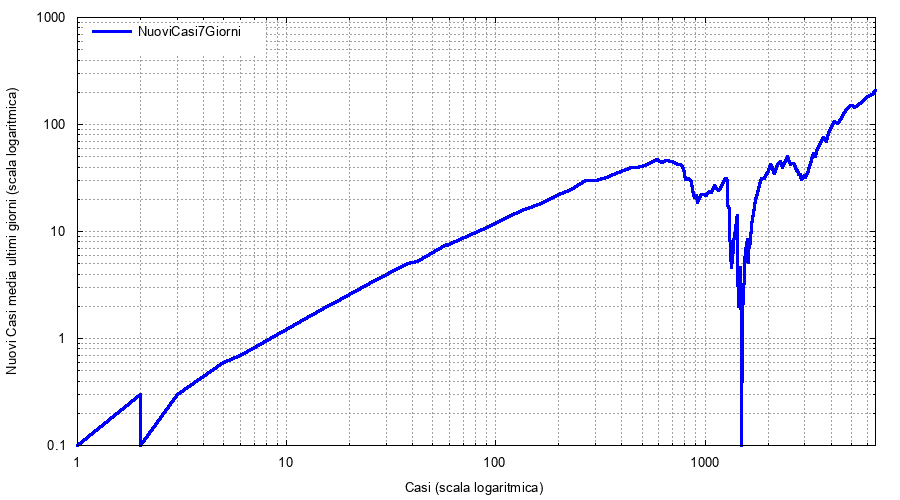 1000
NuoviCasi7Giorni
100
10
1
0.1
Nuovi Casi media ultimi giorni (scala logaritmica)
1 10 100 1000
Casi (scala logaritmica)